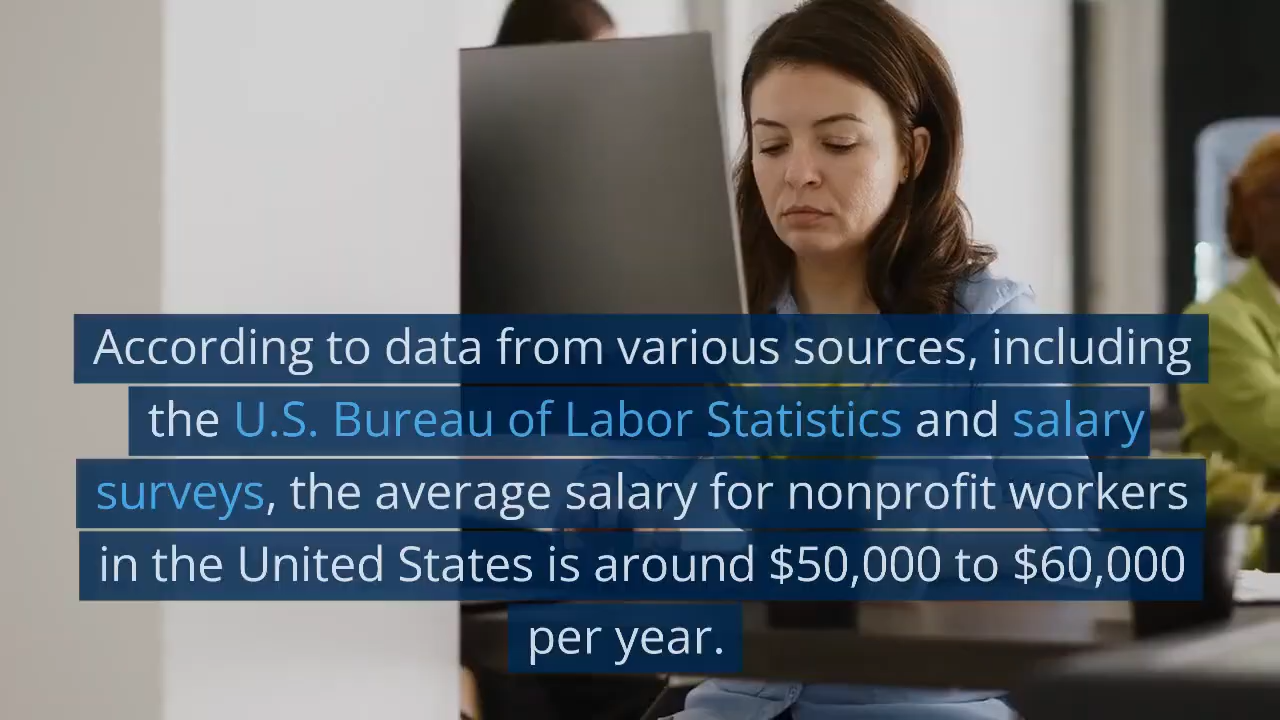 According to data from various sources, including
the U.S. Bureau of Labor Statistics and salary
surveys, the average salary for nonprofit workers
in the United States is around $50,000 to $60,000
per year.